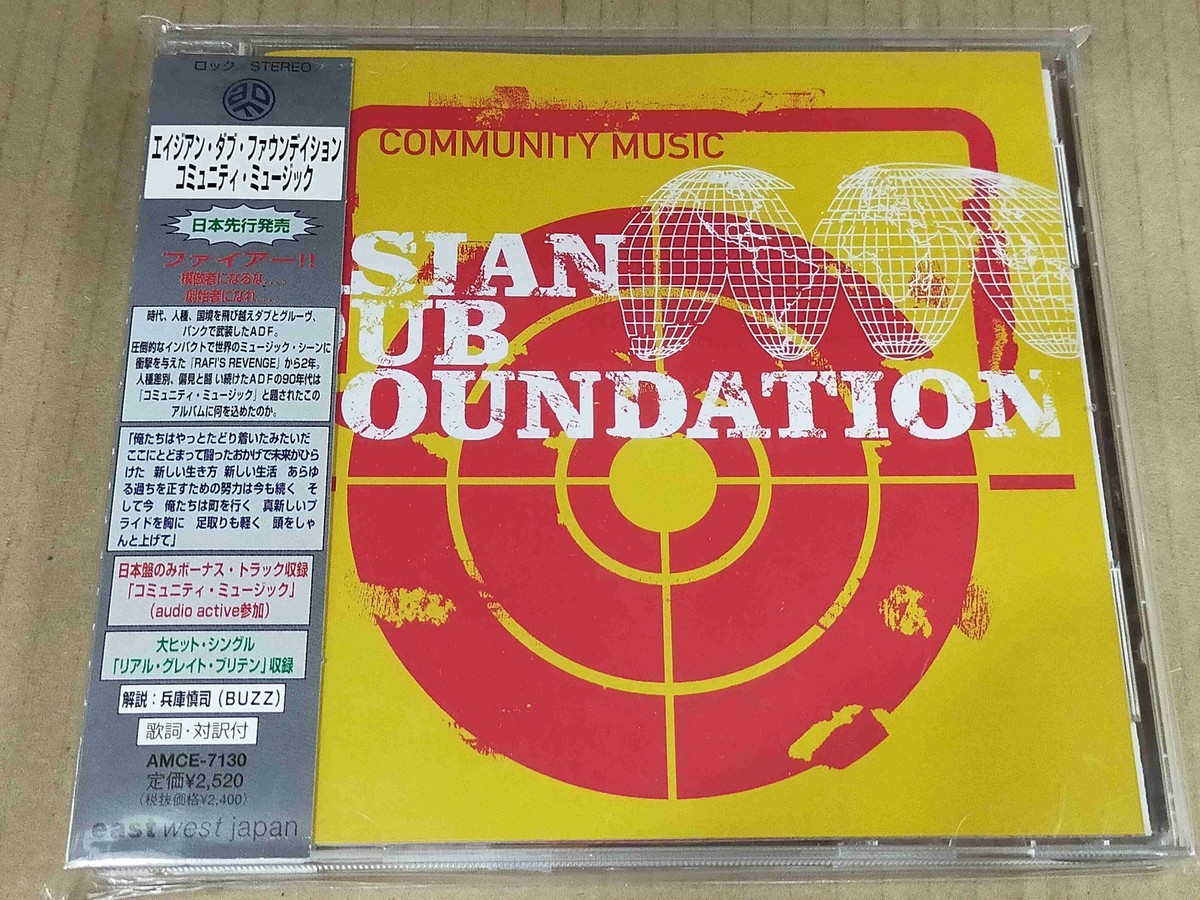 ロック STEREO
エイジアン・ダブ・ファウンデイション
コミュニティ・ミュージック
日本先行発売
ファイアー!!
模倣者になるな、、、
創始者になれ、、、
時代、人種、国境を飛び越えダブとグルーヴ、
パンクで武装したADF。
圧倒的なインパクトで世界のミュージック・シーンに
衝撃を与えた「RAFI'S REVENGE」から2年。
人種差別、偏見と闘い続けたADFの90年代は
「コミュニティ・ミュージック」と題されたこの
アルバムに何を込めたのか。
「俺たちはやっとたどり着いたみたいだ
ここにとどまって闘ったおかげで未来がひら
けた 新しい生き方 新しい生活 あらゆ
る過ちを正すための努力は今も続く そ
して今 俺たちは町を行く 真新しいプ
ライドを胸に 足取りも軽く 頭をしゃ
んと上げて」
日本盤のみボーナス・トラック収録
「コミュニティ・ミュージック」
(audio active参加)
大ヒット・シングル
「リアル・グレイト・ブリテン」収録
解説:兵庫慎司(BUZZ)
歌詞・対訳付
AMCE-7130
定価¥2,520
(税抜価格¥2,400)
eastwest japan
COMMUNITY MUSIC
SIAN
UB
OUNDATION